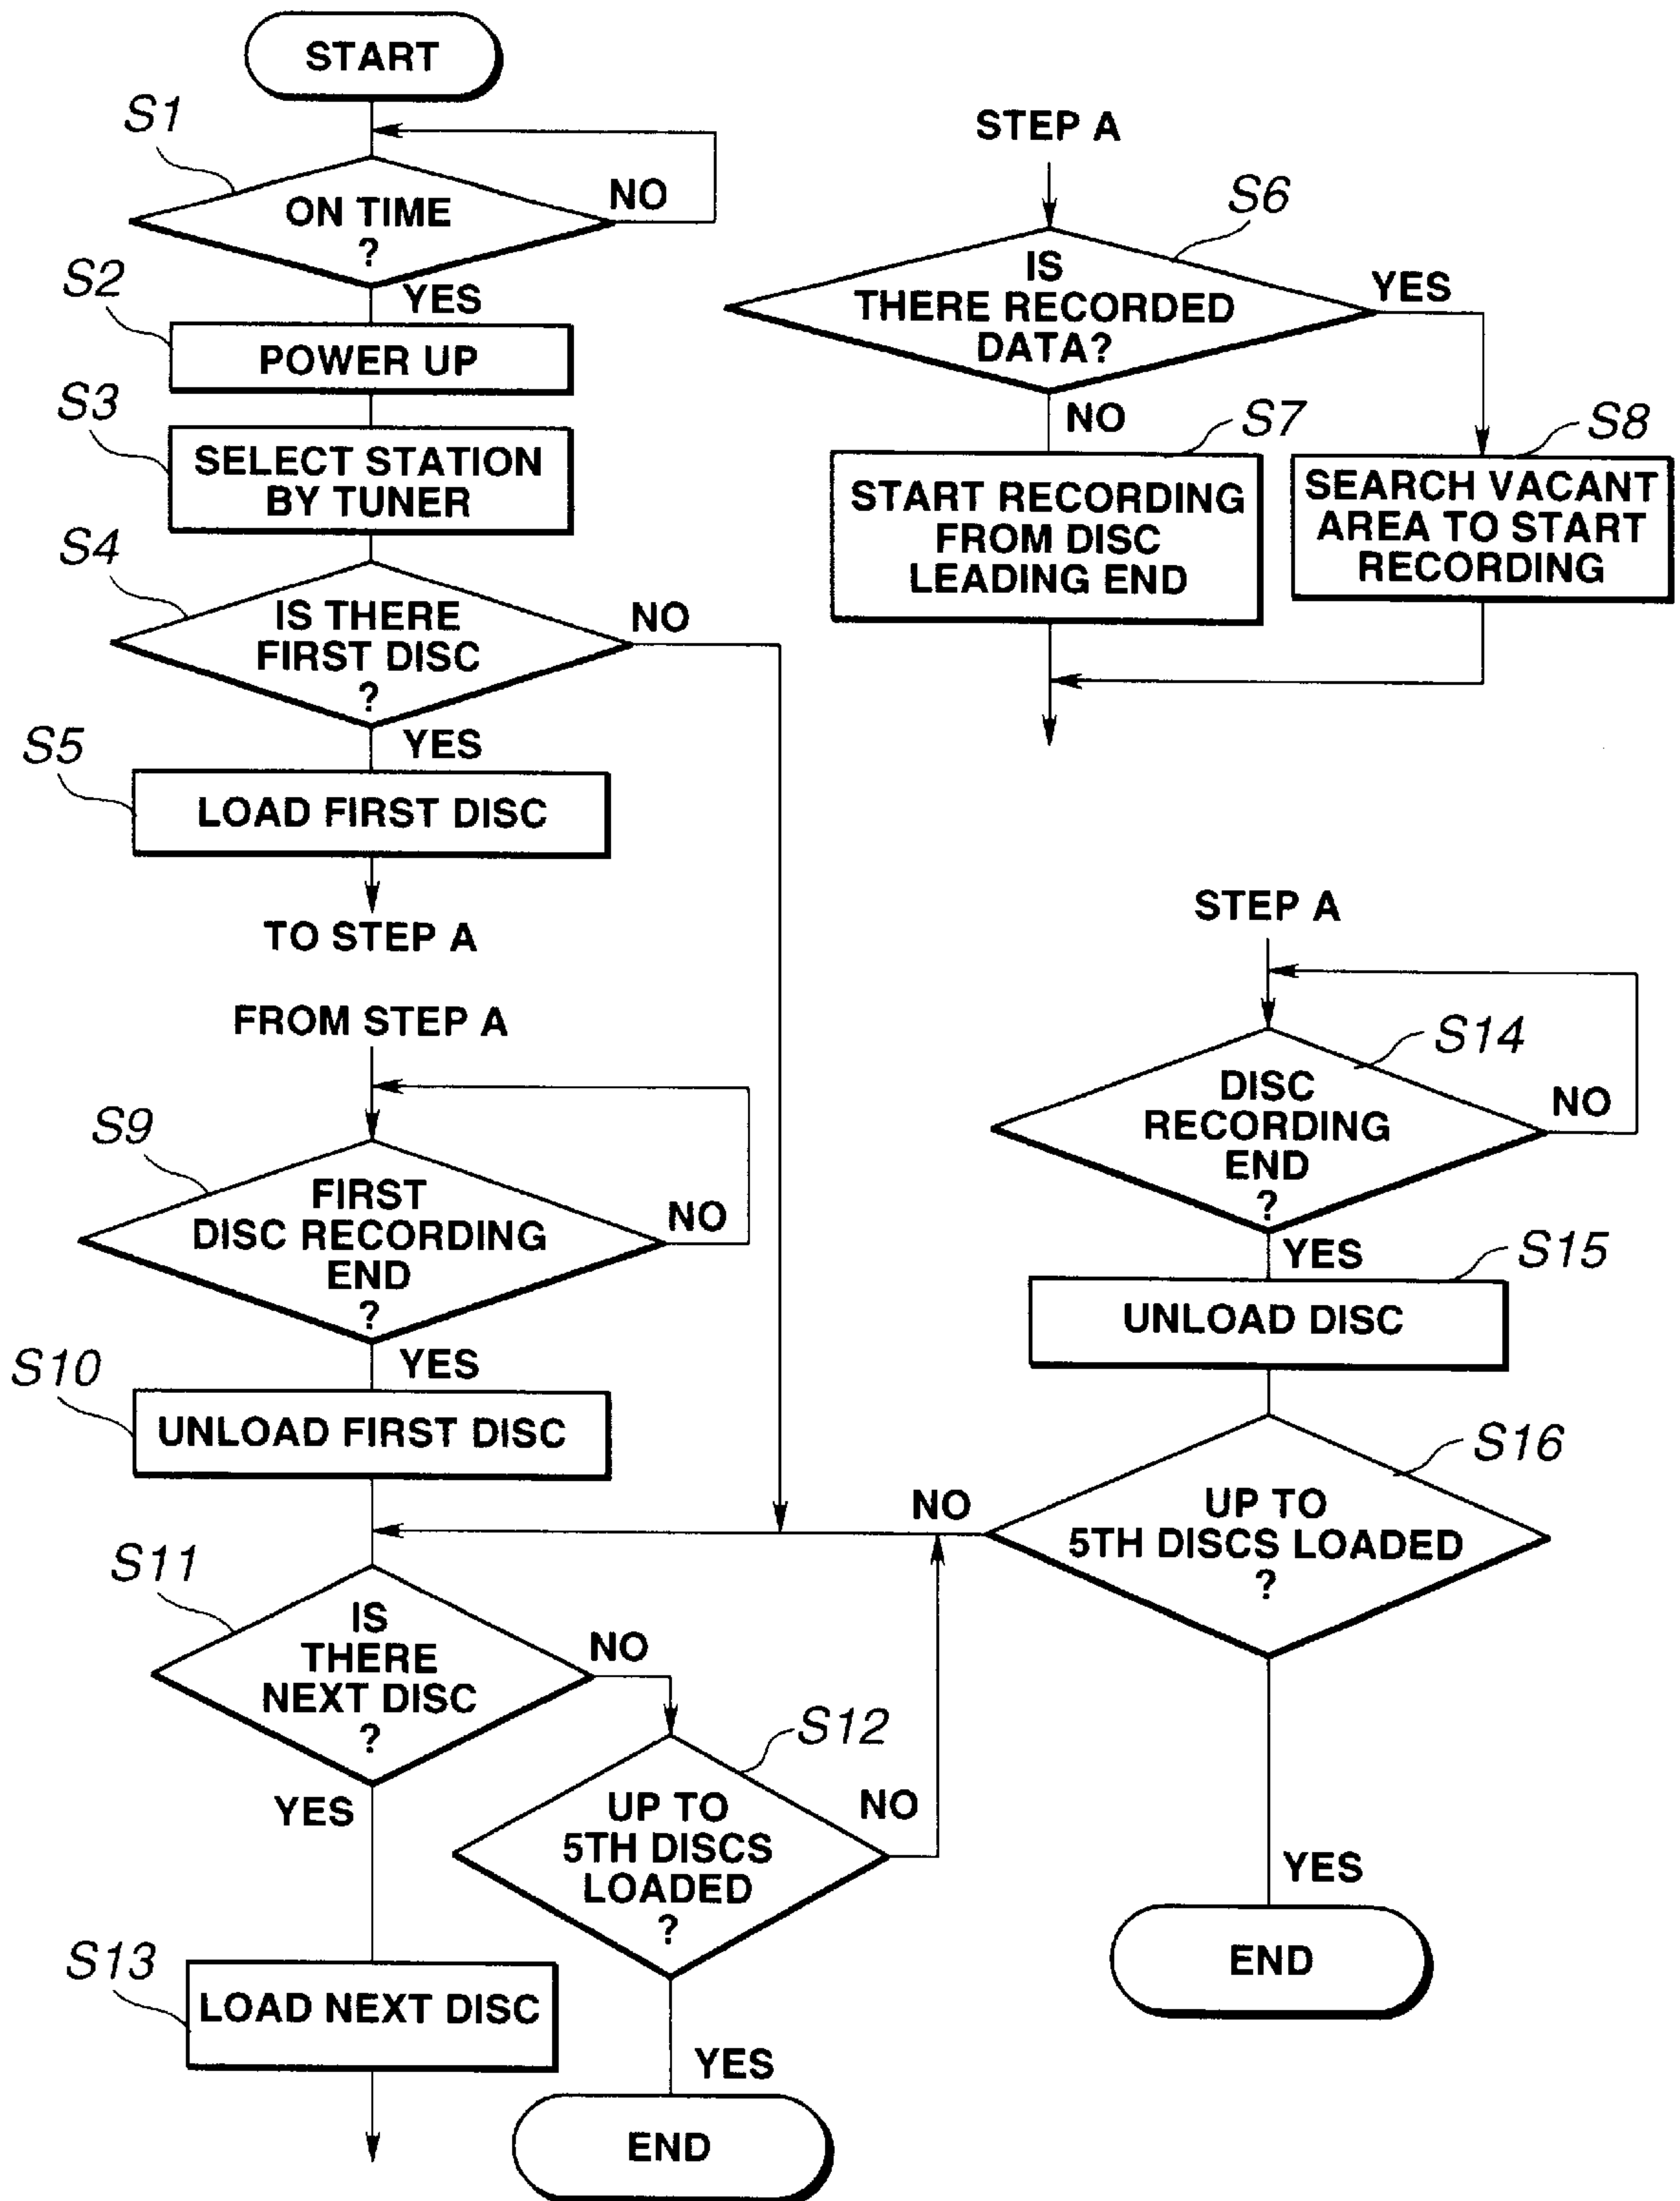 START
S1
ON TIME
?
NO
YES
S2
POWER UP
S3
SELECT STATION
BY TUNER
S4
IS THERE
FIRST DISC
?
NO
YES
S5
LOAD FIRST DISC
TO STEP A
STEP A
S6
IS
THERE RECORDED
DATA?
YES
NO
S7
START RECORDING
FROM DISC
LEADING END
S8
SEARCH VACANT
AREA TO START
RECORDING
FROM STEP A
S9
FIRST
DISC RECORDING
END
?
NO
YES
S10
UNLOAD FIRST DISC
S11
IS
THERE
NEXT DISC
?
NO
YES
S12
UP TO
5TH DISCS
LOADED
?
NO
YES
END
S13
LOAD NEXT DISC
STEP A
S14
DISC
RECORDING
END
?
NO
YES
S15
UNLOAD DISC
S16
UP TO
5TH DISCS LOADED
?
NO
YES
END